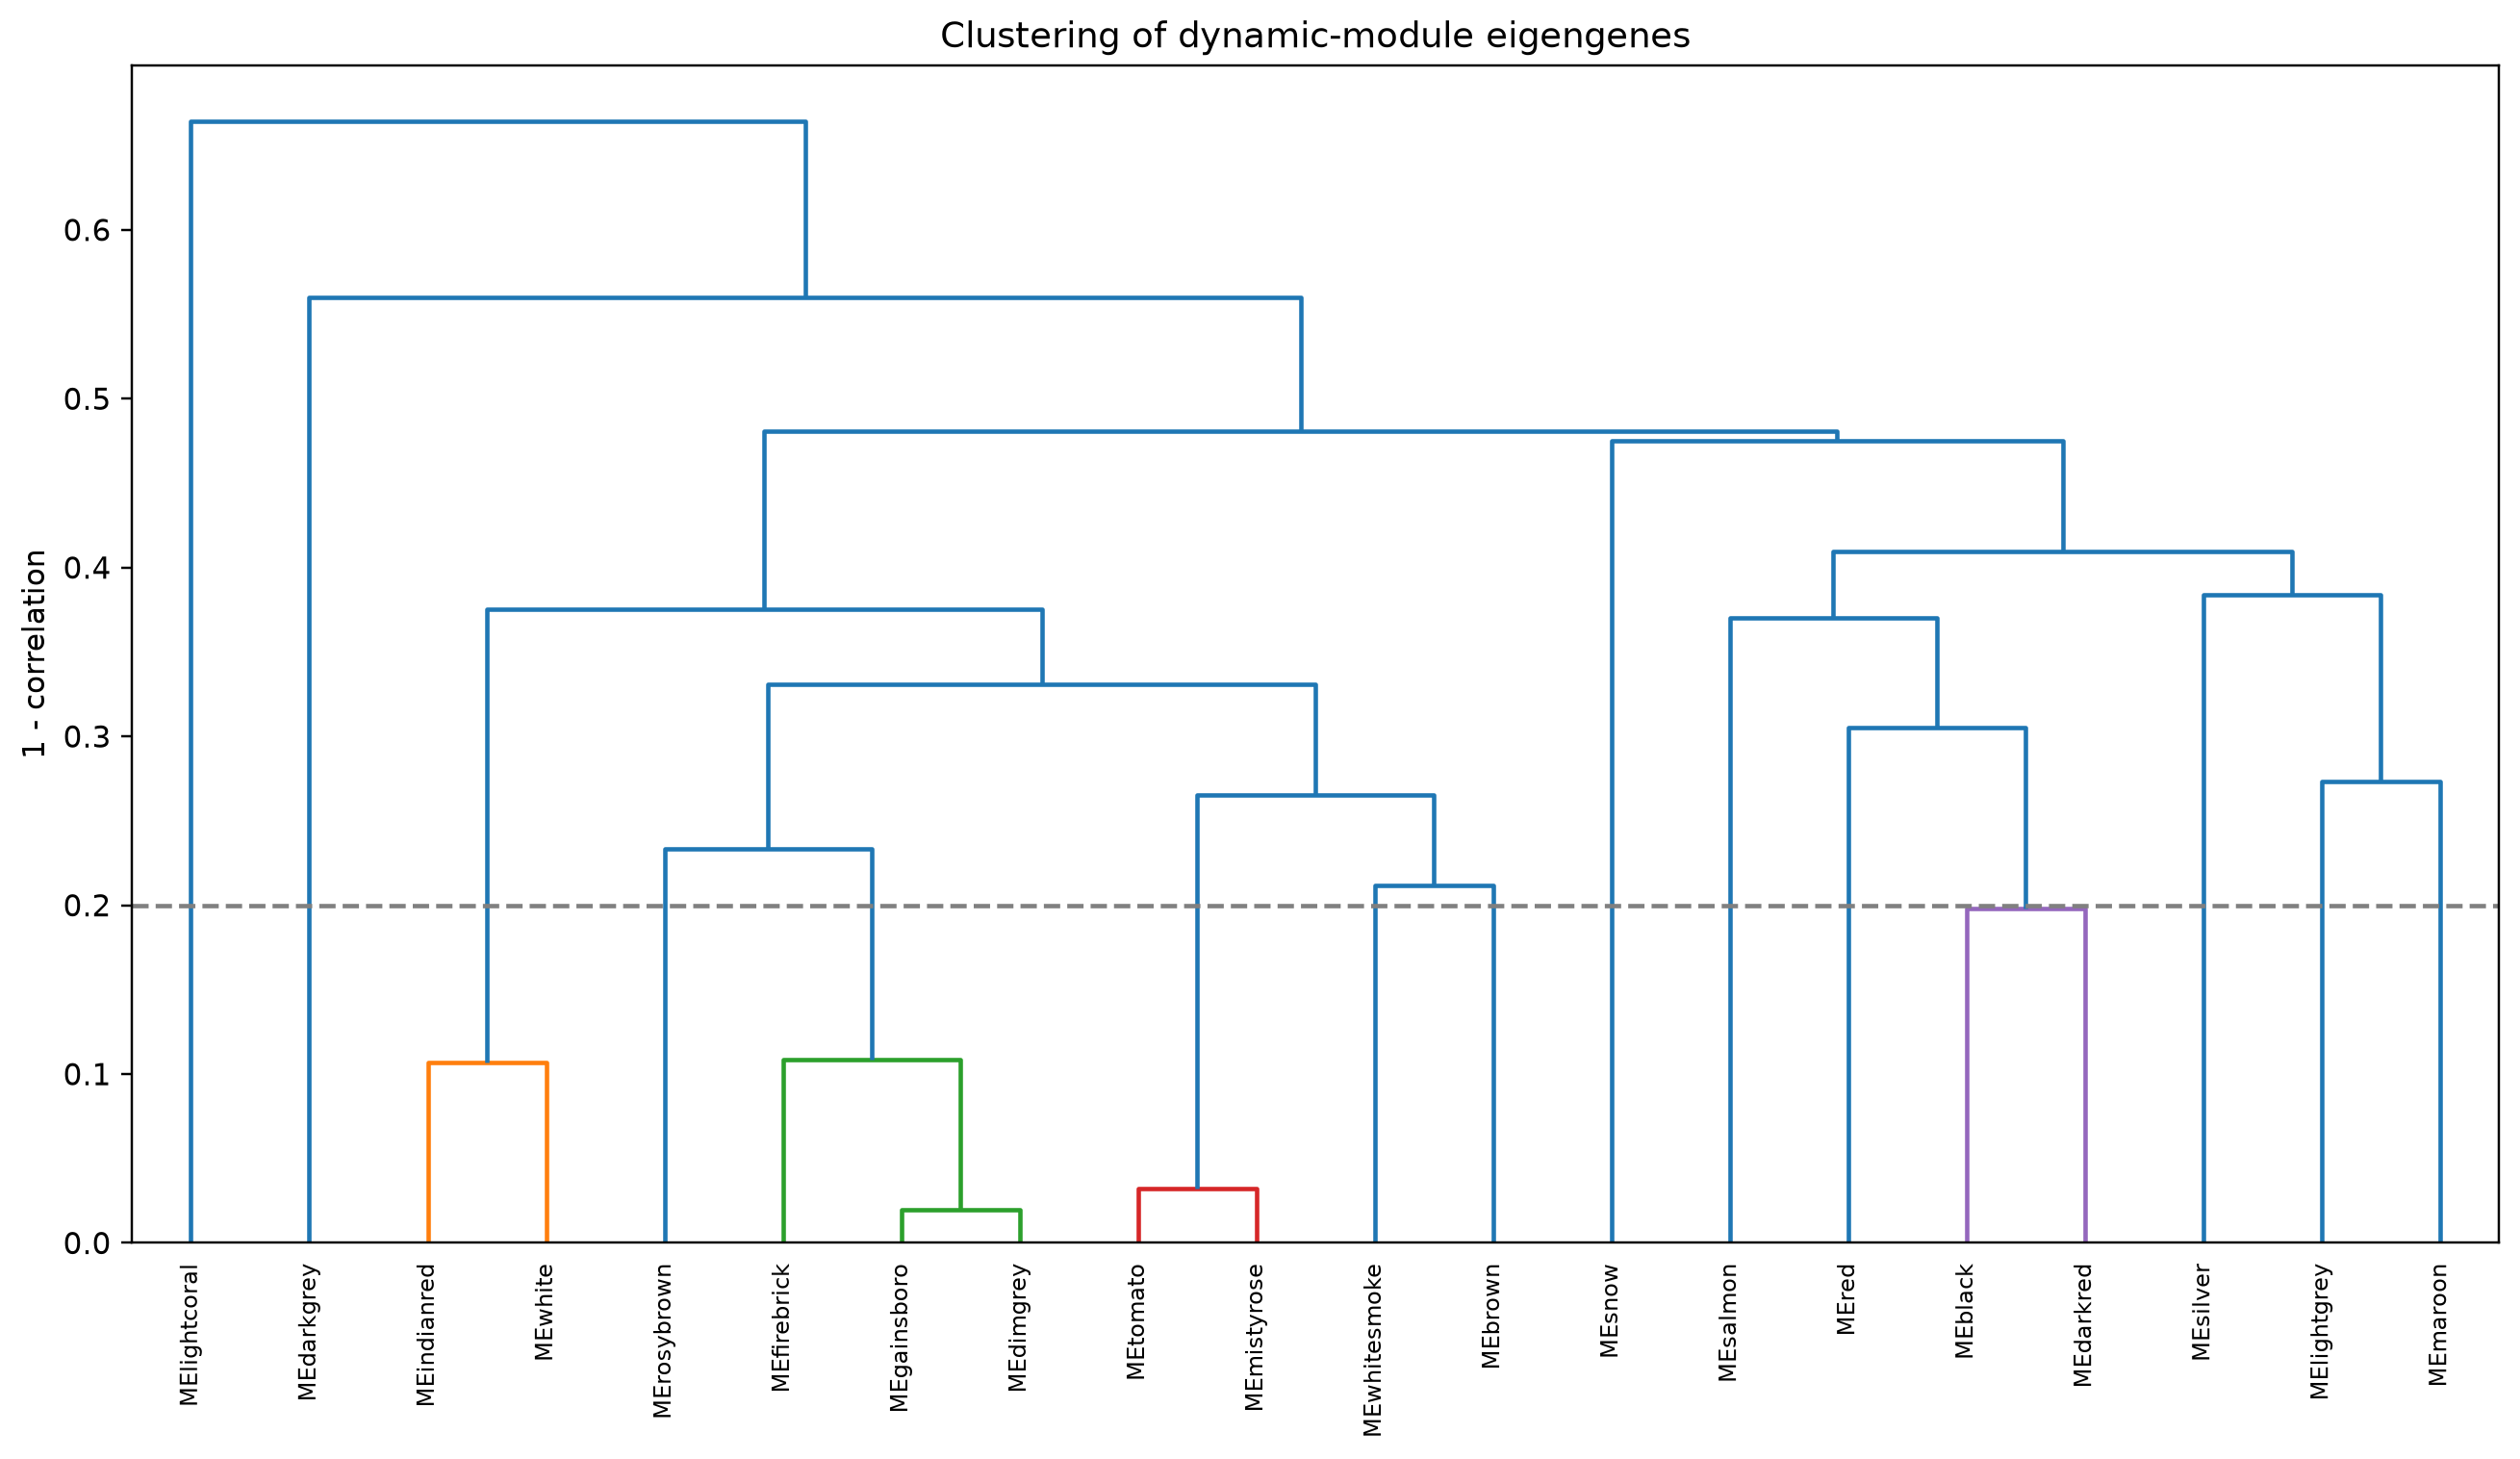 Clustering of dynamic-module eigengenes
1 - correlation
0.6
0.5
0.4
0.3
0.2
0.1
0.0
MElightcoral
MEdarkgrey
MEindianred
MEwhite
MErosybrown
MEfirebrick
MEgainsboro
MEdimgrey
MEtomato
MEmistyrose
MEwhitesmoke
MEbrown
MEsnow
MEsalmon
MEred
MEblack
MEdarkred
MEsilver
MElightgrey
MEmaroon